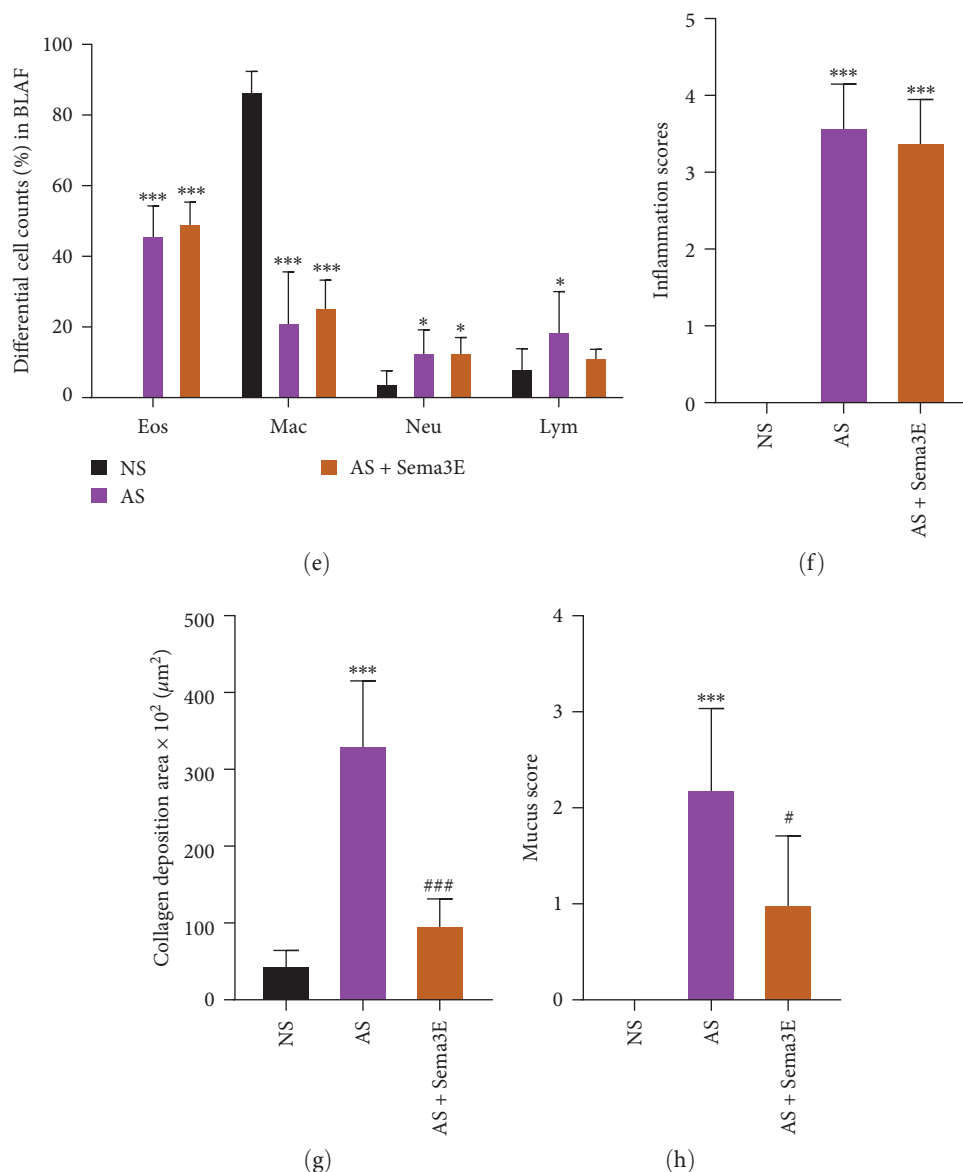 Differential cell counts (%) in BLAF
100
80
60
40
20
0
***
***
***
***
*
*
*
Eos
Mac
Neu
Lym
NS
AS
AS + Sema3E
(e)
Inflammation scores
5
4
3
2
1
0
***
***
NS
AS
AS + Sema3E
(f)
Collagen deposition area × 10² (μm²)
500
400
300
200
100
0
***
###
NS
AS
AS + Sema3E
(g)
Mucus score
4
3
2
1
0
***
#
NS
AS
AS + Sema3E
(h)